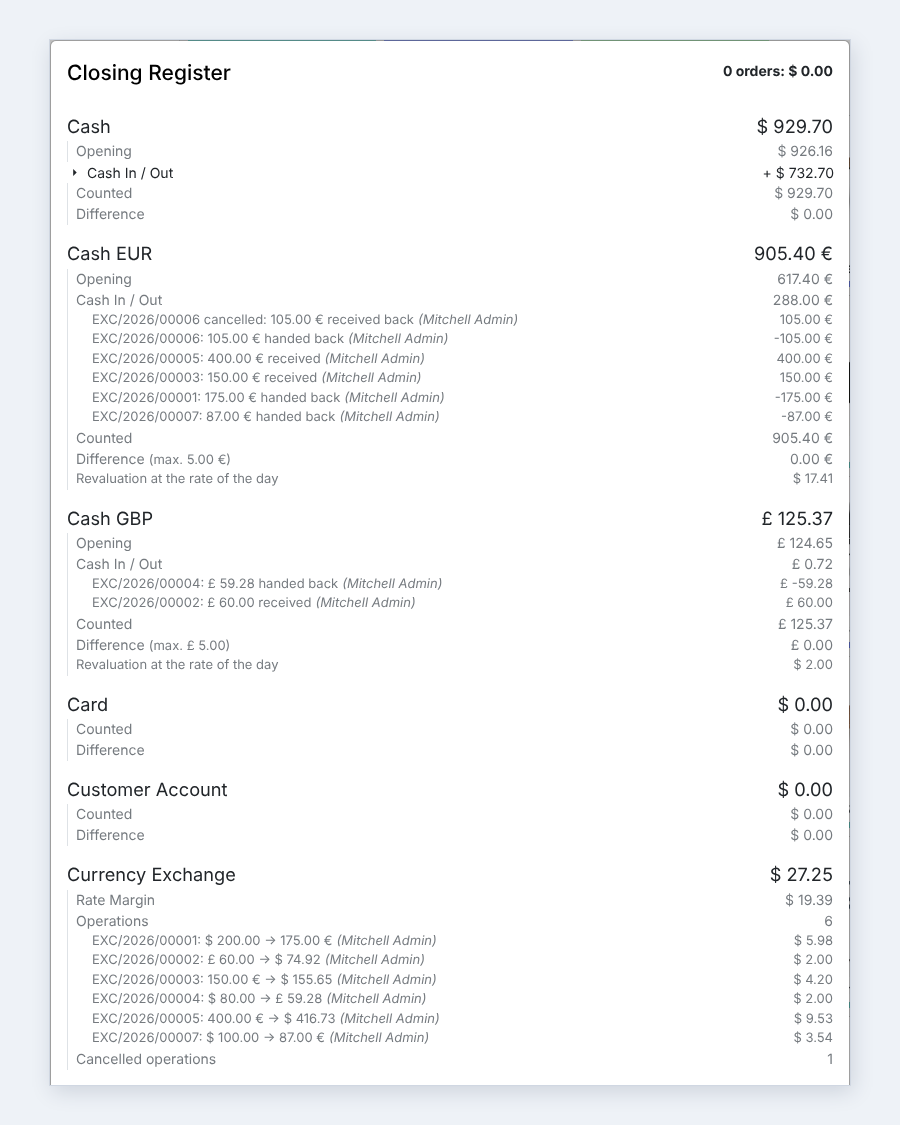 Closing Register
0 orders: $ 0.00
Cash $ 929.70
Opening $ 926.16
Cash In / Out + $ 732.70
Counted $ 929.70
Difference $ 0.00
Cash EUR 905.40 €
Opening 617.40 €
Cash In / Out 288.00 €
EXC/2026/00006 cancelled: 105.00 € received back (Mitchell Admin) 105.00 €
EXC/2026/00006: 105.00 € handed back (Mitchell Admin) -105.00 €
EXC/2026/00005: 400.00 € received (Mitchell Admin) 400.00 €
EXC/2026/00003: 150.00 € received (Mitchell Admin) 150.00 €
EXC/2026/00001: 175.00 € handed back (Mitchell Admin) -175.00 €
EXC/2026/00007: 87.00 € handed back (Mitchell Admin) -87.00 €
Counted 905.40 €
Difference (max. 5.00 €) 0.00 €
Revaluation at the rate of the day $ 17.41
Cash GBP £ 125.37
Opening £ 124.65
Cash In / Out £ 0.72
EXC/2026/00004: £ 59.28 handed back (Mitchell Admin) £ -59.28
EXC/2026/00002: £ 60.00 received (Mitchell Admin) £ 60.00
Counted £ 125.37
Difference (max. £ 5.00) £ 0.00
Revaluation at the rate of the day $ 2.00
Card $ 0.00
Counted $ 0.00
Difference $ 0.00
Customer Account $ 0.00
Counted $ 0.00
Difference $ 0.00
Currency Exchange $ 27.25
Rate Margin $ 19.39
Operations 6
EXC/2026/00001: $ 200.00 → 175.00 € (Mitchell Admin) $ 5.98
EXC/2026/00002: £ 60.00 → $ 74.92 (Mitchell Admin) $ 2.00
EXC/2026/00003: 150.00 € → $ 155.65 (Mitchell Admin) $ 4.20
EXC/2026/00004: $ 80.00 → £ 59.28 (Mitchell Admin) $ 2.00
EXC/2026/00005: 400.00 € → $ 416.73 (Mitchell Admin) $ 9.53
EXC/2026/00007: $ 100.00 → 87.00 € (Mitchell Admin) $ 3.54
Cancelled operations 1